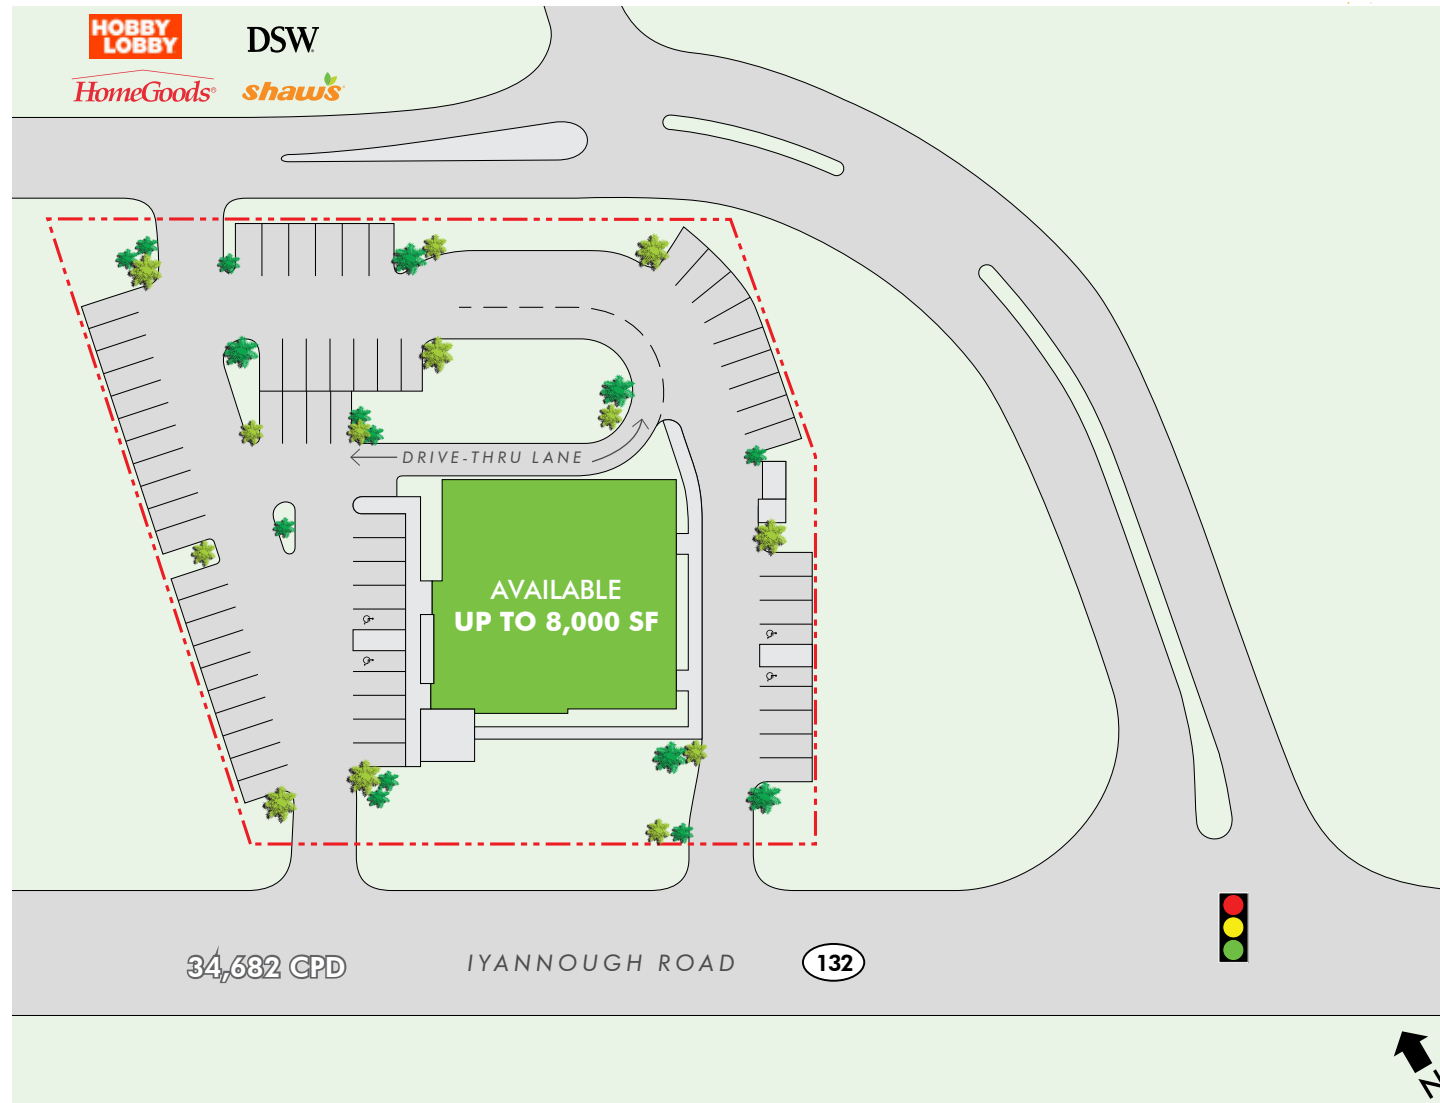 HOBBY
LOBBY
DSW
HomeGoods®
shaw's
DRIVE-THRU LANE
AVAILABLE
UP TO 8,000 SF
34,682 CPD
IYANNOUGH ROAD
132
N